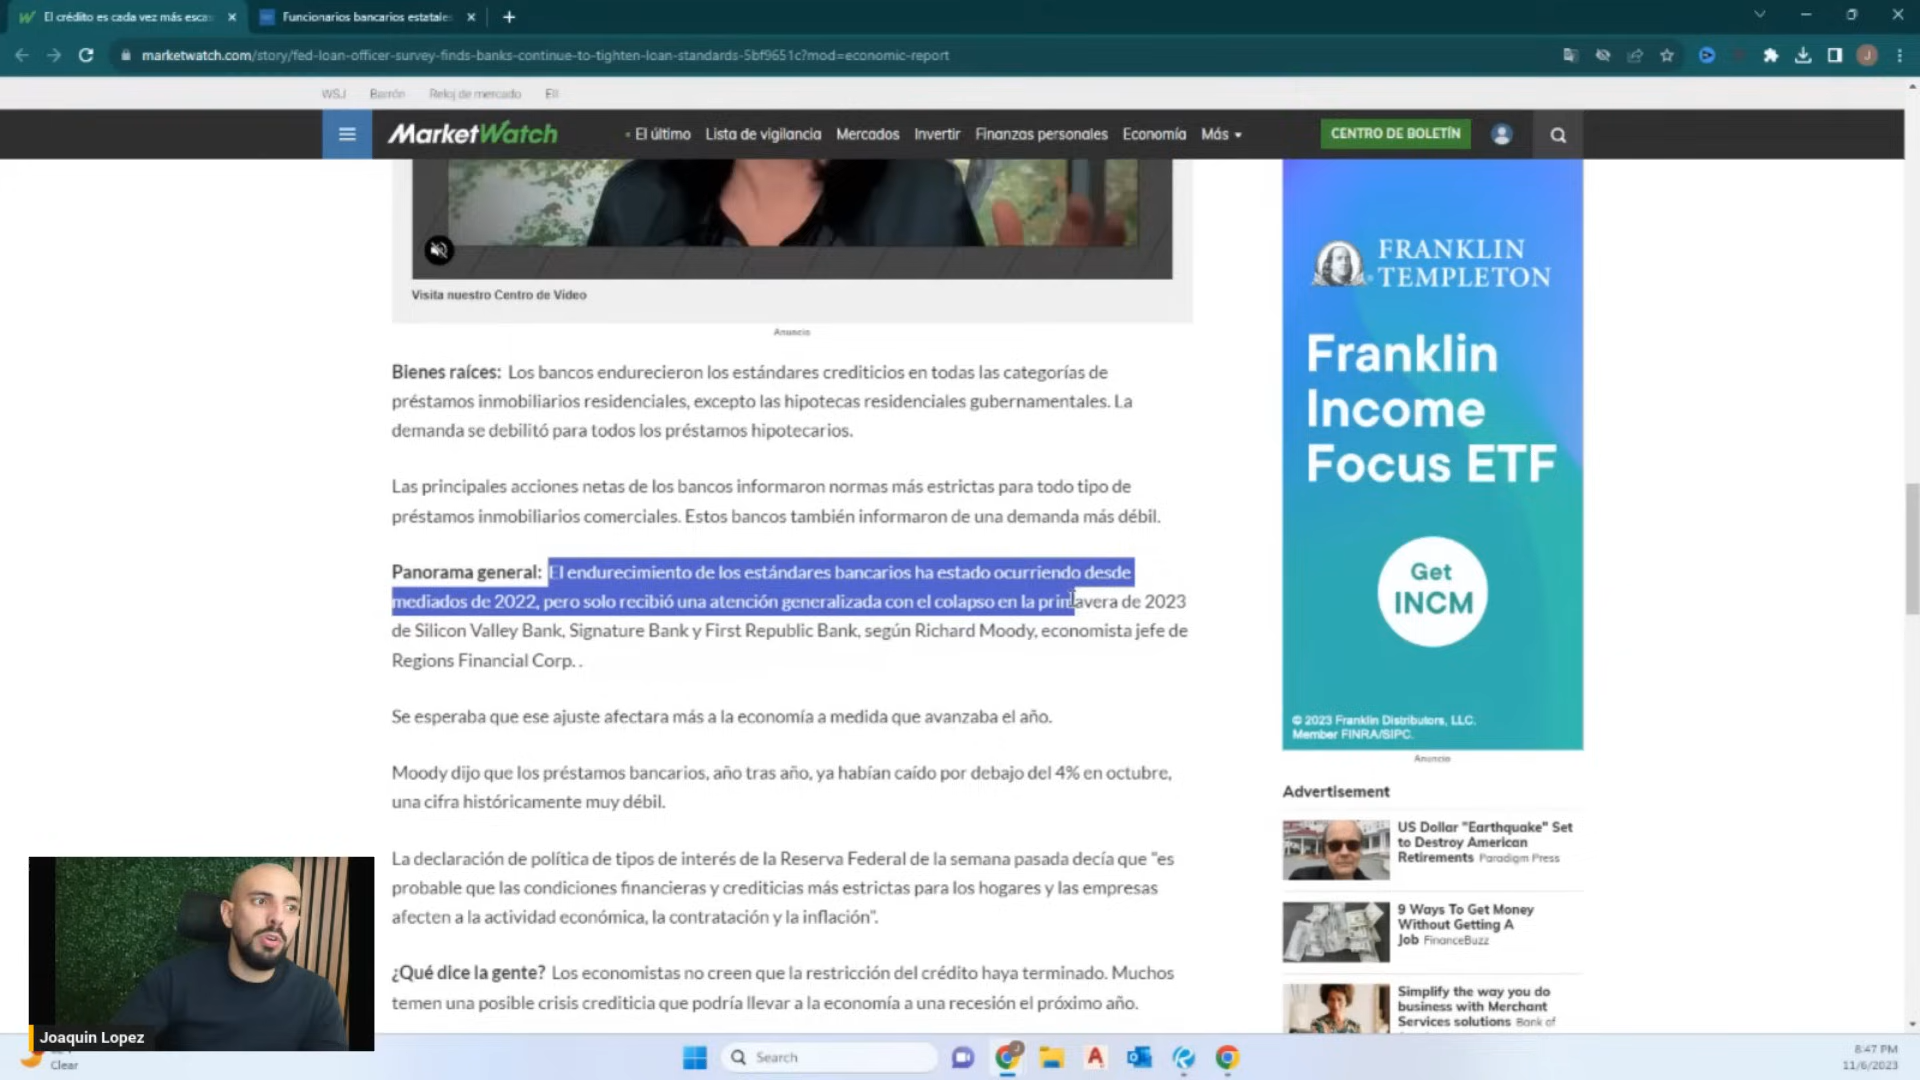 El crédito es cada vez más esca
Funcionarios bancarios estatales
marketwatch.com/story/fed-loan-officer-survey-finds-banks-continue-to-tighten-loan-standards-5bf9651c?mod=economic-report
WSJ Barrón Reloj de mercado
MarketWatch
El último Lista de vigilancia Mercados Invertir Finanzas personales Economía Más
CENTRO DE BOLETÍN
Visita nuestro Centro de Vídeo
Anuncio
Bienes raíces: Los bancos endurecieron los estándares crediticios en todas las categorías de
préstamos inmobiliarios residenciales, excepto las hipotecas residenciales gubernamentales. La
demanda se debilitó para todos los préstamos hipotecarios.
Las principales acciones netas de los bancos informaron normas más estrictas para todo tipo de
préstamos inmobiliarios comerciales. Estos bancos también informaron de una demanda más débil.
Panorama general: El endurecimiento de los estándares bancarios ha estado ocurriendo desde
mediados de 2022, pero solo recibió una atención generalizada con el colapso en la primavera de 2023
de Silicon Valley Bank, Signature Bank y First Republic Bank, según Richard Moody, economista jefe de
Regions Financial Corp. .
Se esperaba que ese ajuste afectara más a la economía a medida que avanzaba el año.
Moody dijo que los préstamos bancarios, año tras año, ya habían caído por debajo del 4% en octubre,
una cifra históricamente muy débil.
La declaración de política de tipos de interés de la Reserva Federal de la semana pasada decía que "es
probable que las condiciones financieras y crediticias más estrictas para los hogares y las empresas
afecten a la actividad económica, la contratación y la inflación".
¿Qué dice la gente? Los economistas no creen que la restricción del crédito haya terminado. Muchos
temen una posible crisis crediticia que podría llevar a la economía a una recesión el próximo año.
FRANKLIN
TEMPLETON
Franklin
Income
Focus ETF
Get
INCM
© 2023 Franklin Distributors, LLC.
Member FINRA/SIPC.
Anuncio
Advertisement
US Dollar "Earthquake" Set
to Destroy American
Retirements Paradigm Press
9 Ways To Get Money
Without Getting A
Job FinanceBuzz
Simplify the way you do
business with Merchant
Services solutions Bank of
Joaquin Lopez
Clear
Search
8:47 PM
11/6/2023